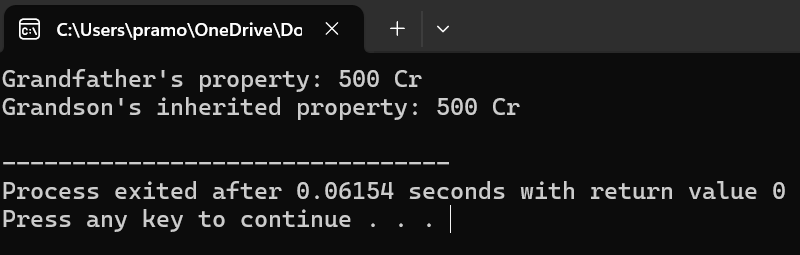 C:\Users\pramo\OneDrive\Do
Grandfather's property: 500 Cr
Grandson's inherited property: 500 Cr
--------------------------------
Process exited after 0.06154 seconds with return value 0
Press any key to continue . . .